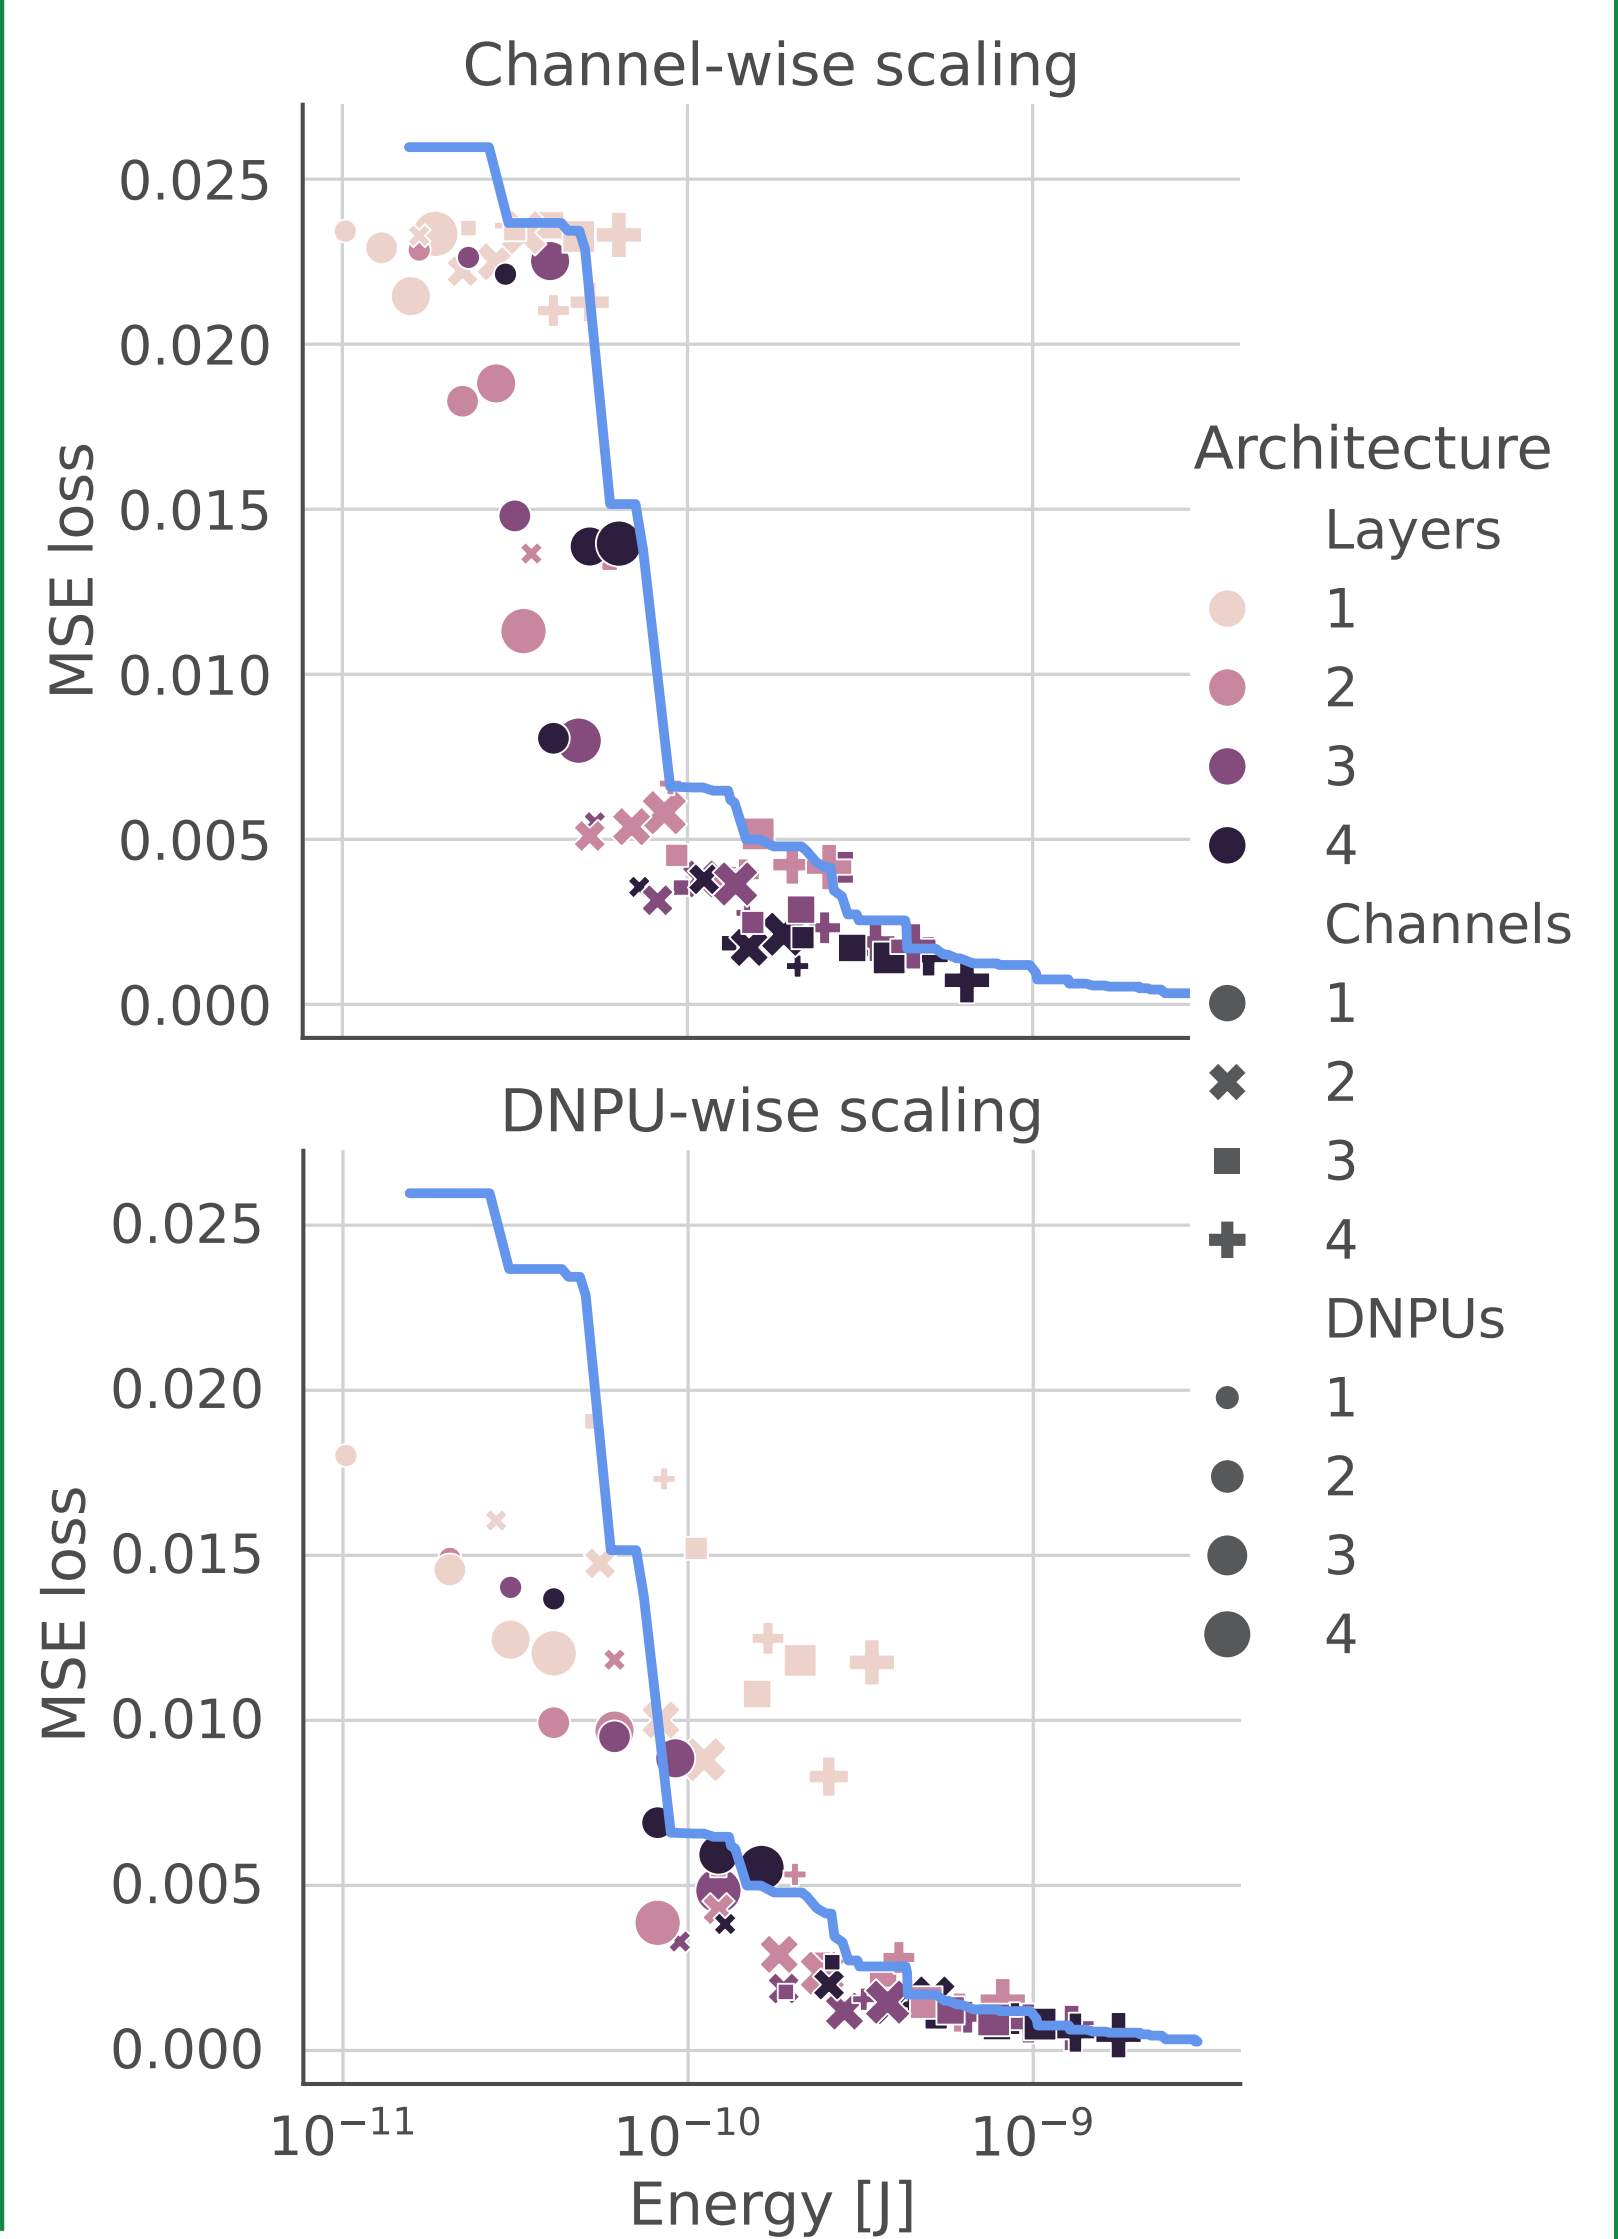 Channel-wise scaling
0.025
0.020
0.015
0.010
0.005
0.000
MSE loss
DNPU-wise scaling
0.025
0.020
0.015
0.010
0.005
0.000
MSE loss
10⁻¹¹ 10⁻¹⁰ 10⁻⁹
Energy [J]
Architecture
Layers
1
2
3
4
Channels
1
2
3
4
DNPUs
1
2
3
4